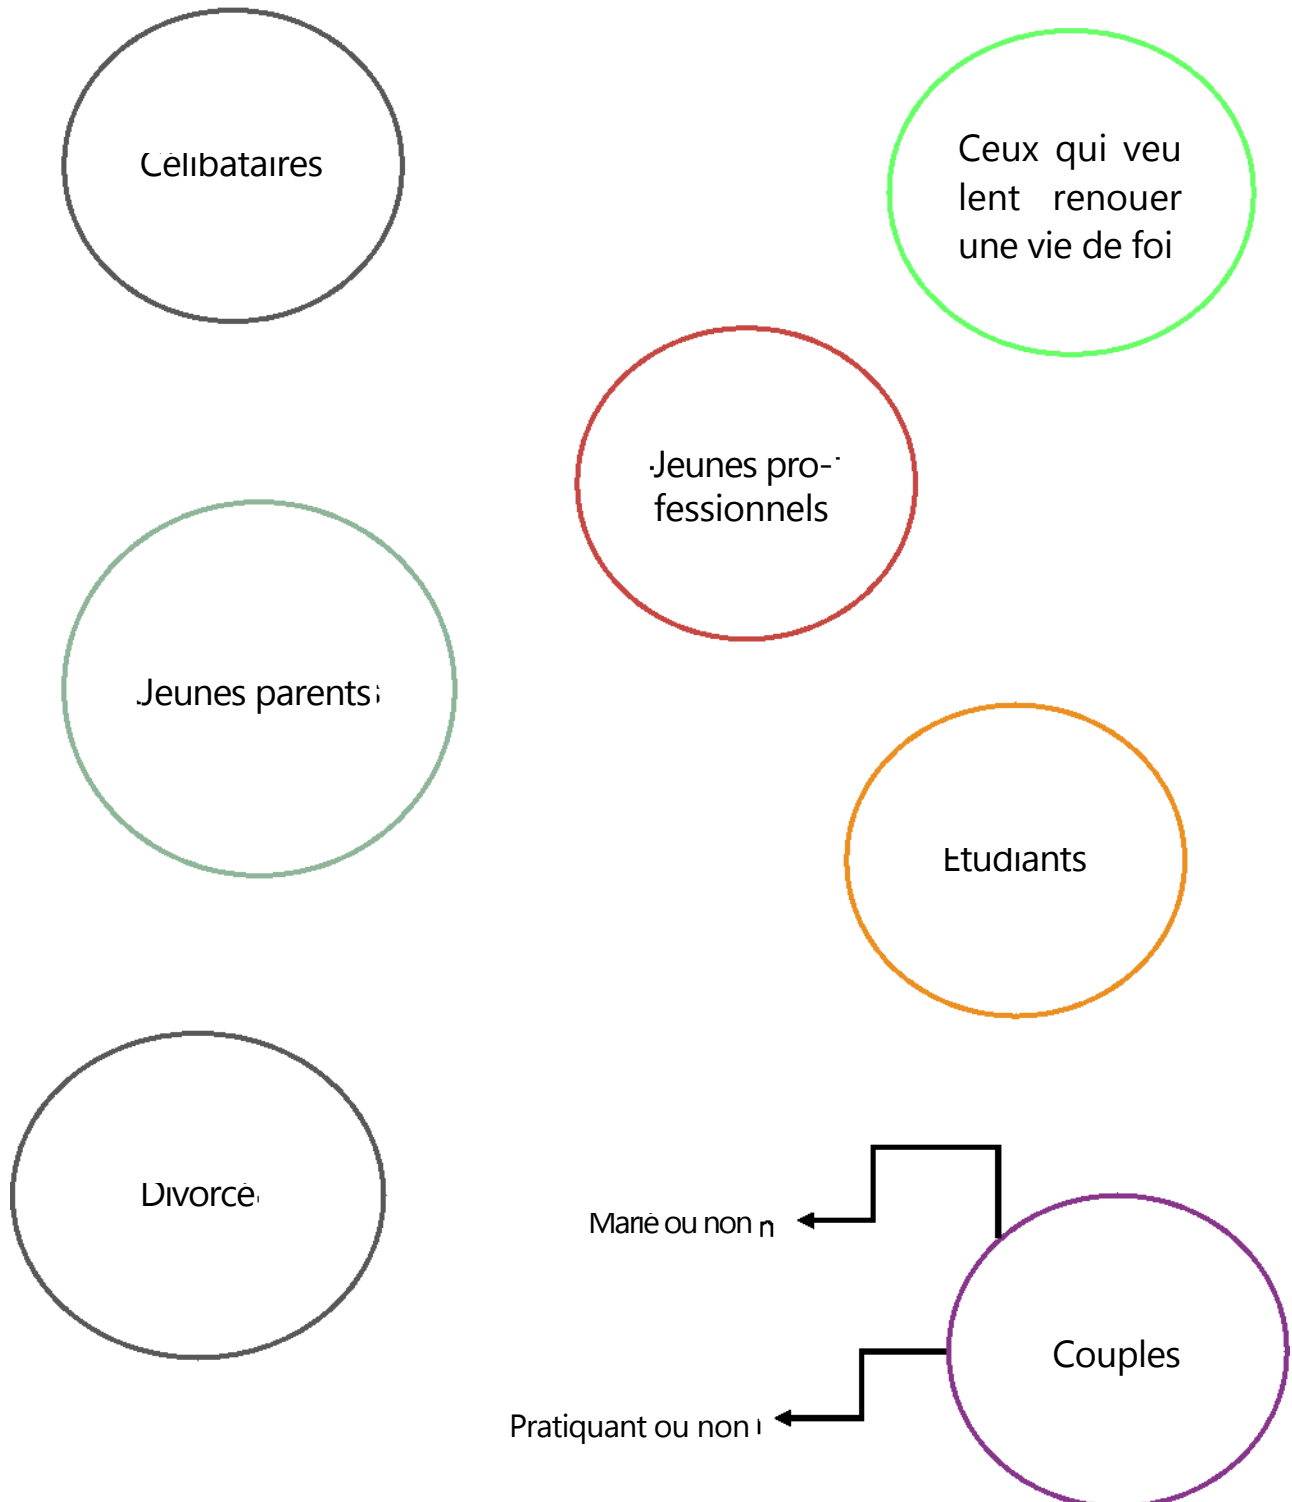 Célibataires
Ceux qui veu
lent renouer
une vie de foi
Jeunes pro-
fessionnels
Jeunes parents
Etudiants
Divorcé
Marié ou non
Couples
Pratiquant ou non